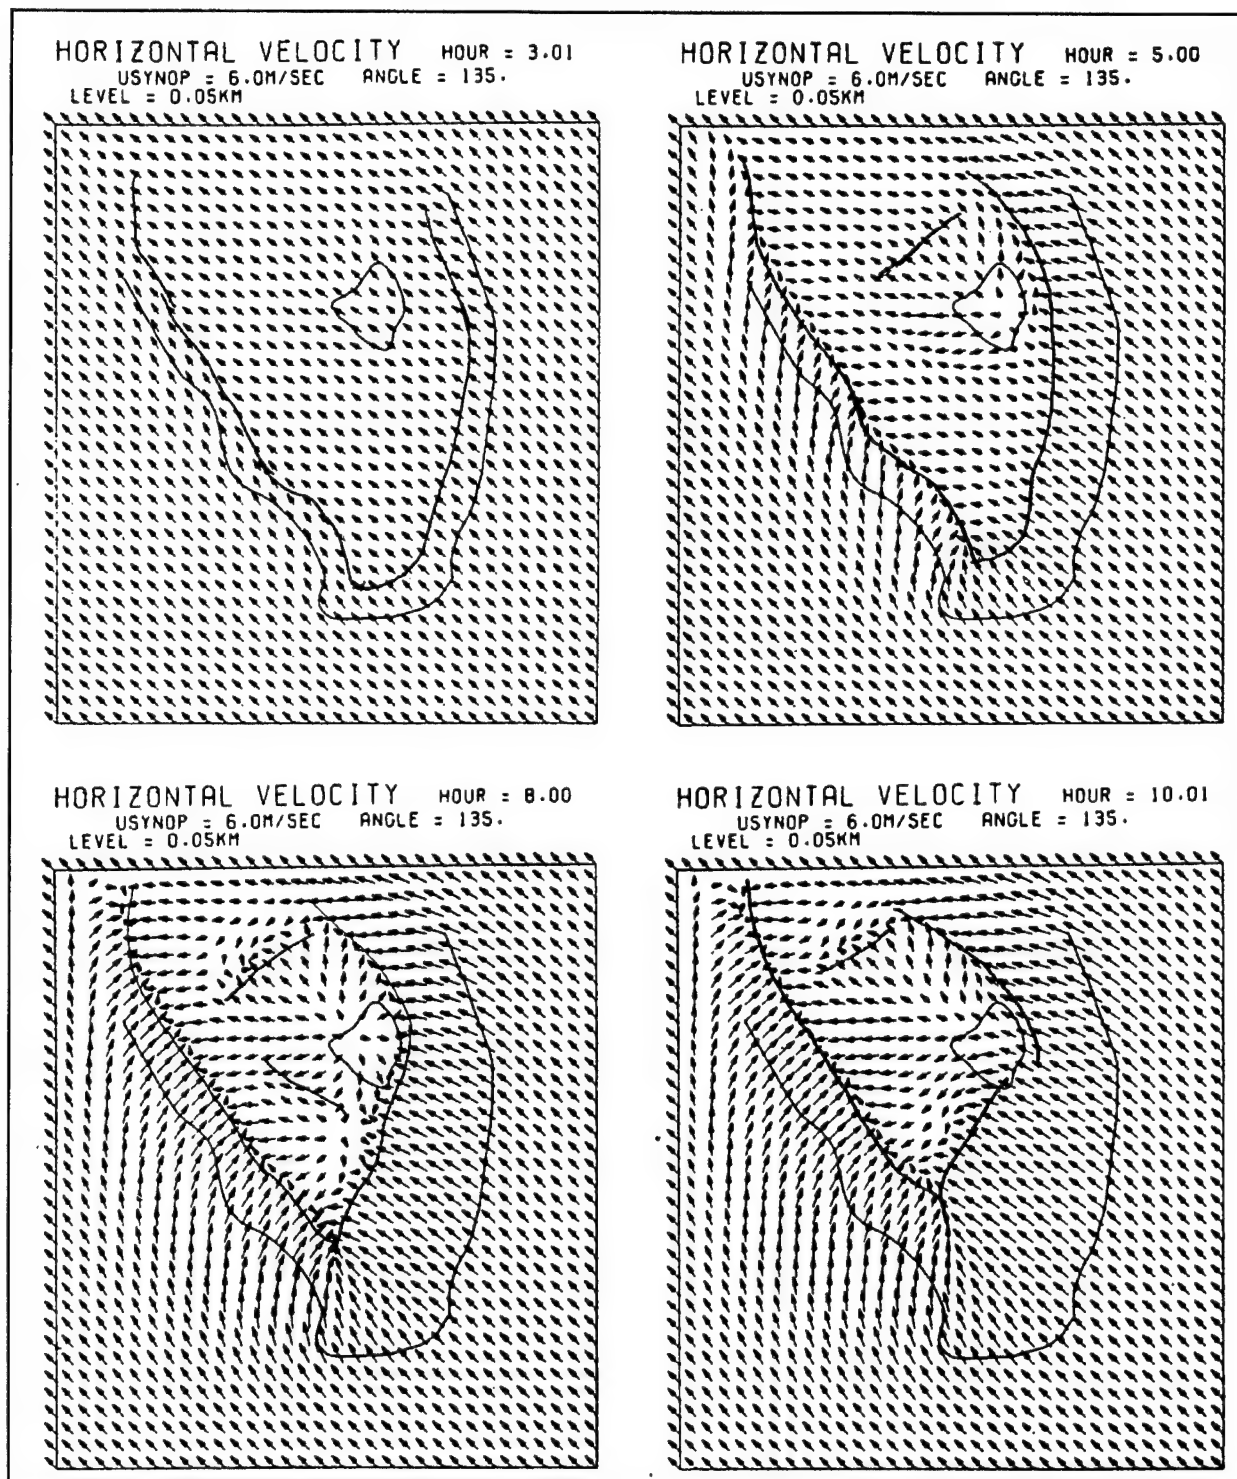 HORIZONTAL VELOCITY HOUR = 3.01
USYNOP = 6.0M/SEC ANGLE = 135.
LEVEL = 0.05KM
HORIZONTAL VELOCITY HOUR = 5.00
USYNOP = 6.0M/SEC ANGLE = 135.
LEVEL = 0.05KM
HORIZONTAL VELOCITY HOUR = 8.00
USYNOP = 6.0M/SEC ANGLE = 135.
LEVEL = 0.05KM
HORIZONTAL VELOCITY HOUR = 10.01
USYNOP = 6.0M/SEC ANGLE = 135.
LEVEL = 0.05KM